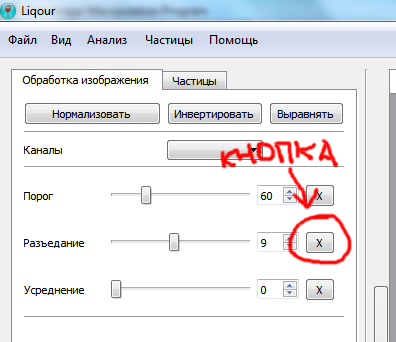 Liqour
Файл Вид Анализ Частицы Помощь
Обработка изображения Частицы
Нормализовать Инвертировать Выравнять
Каналы
КНОПКА
Порог 60 X
Разъедание 9 X
Усреднение 0 X